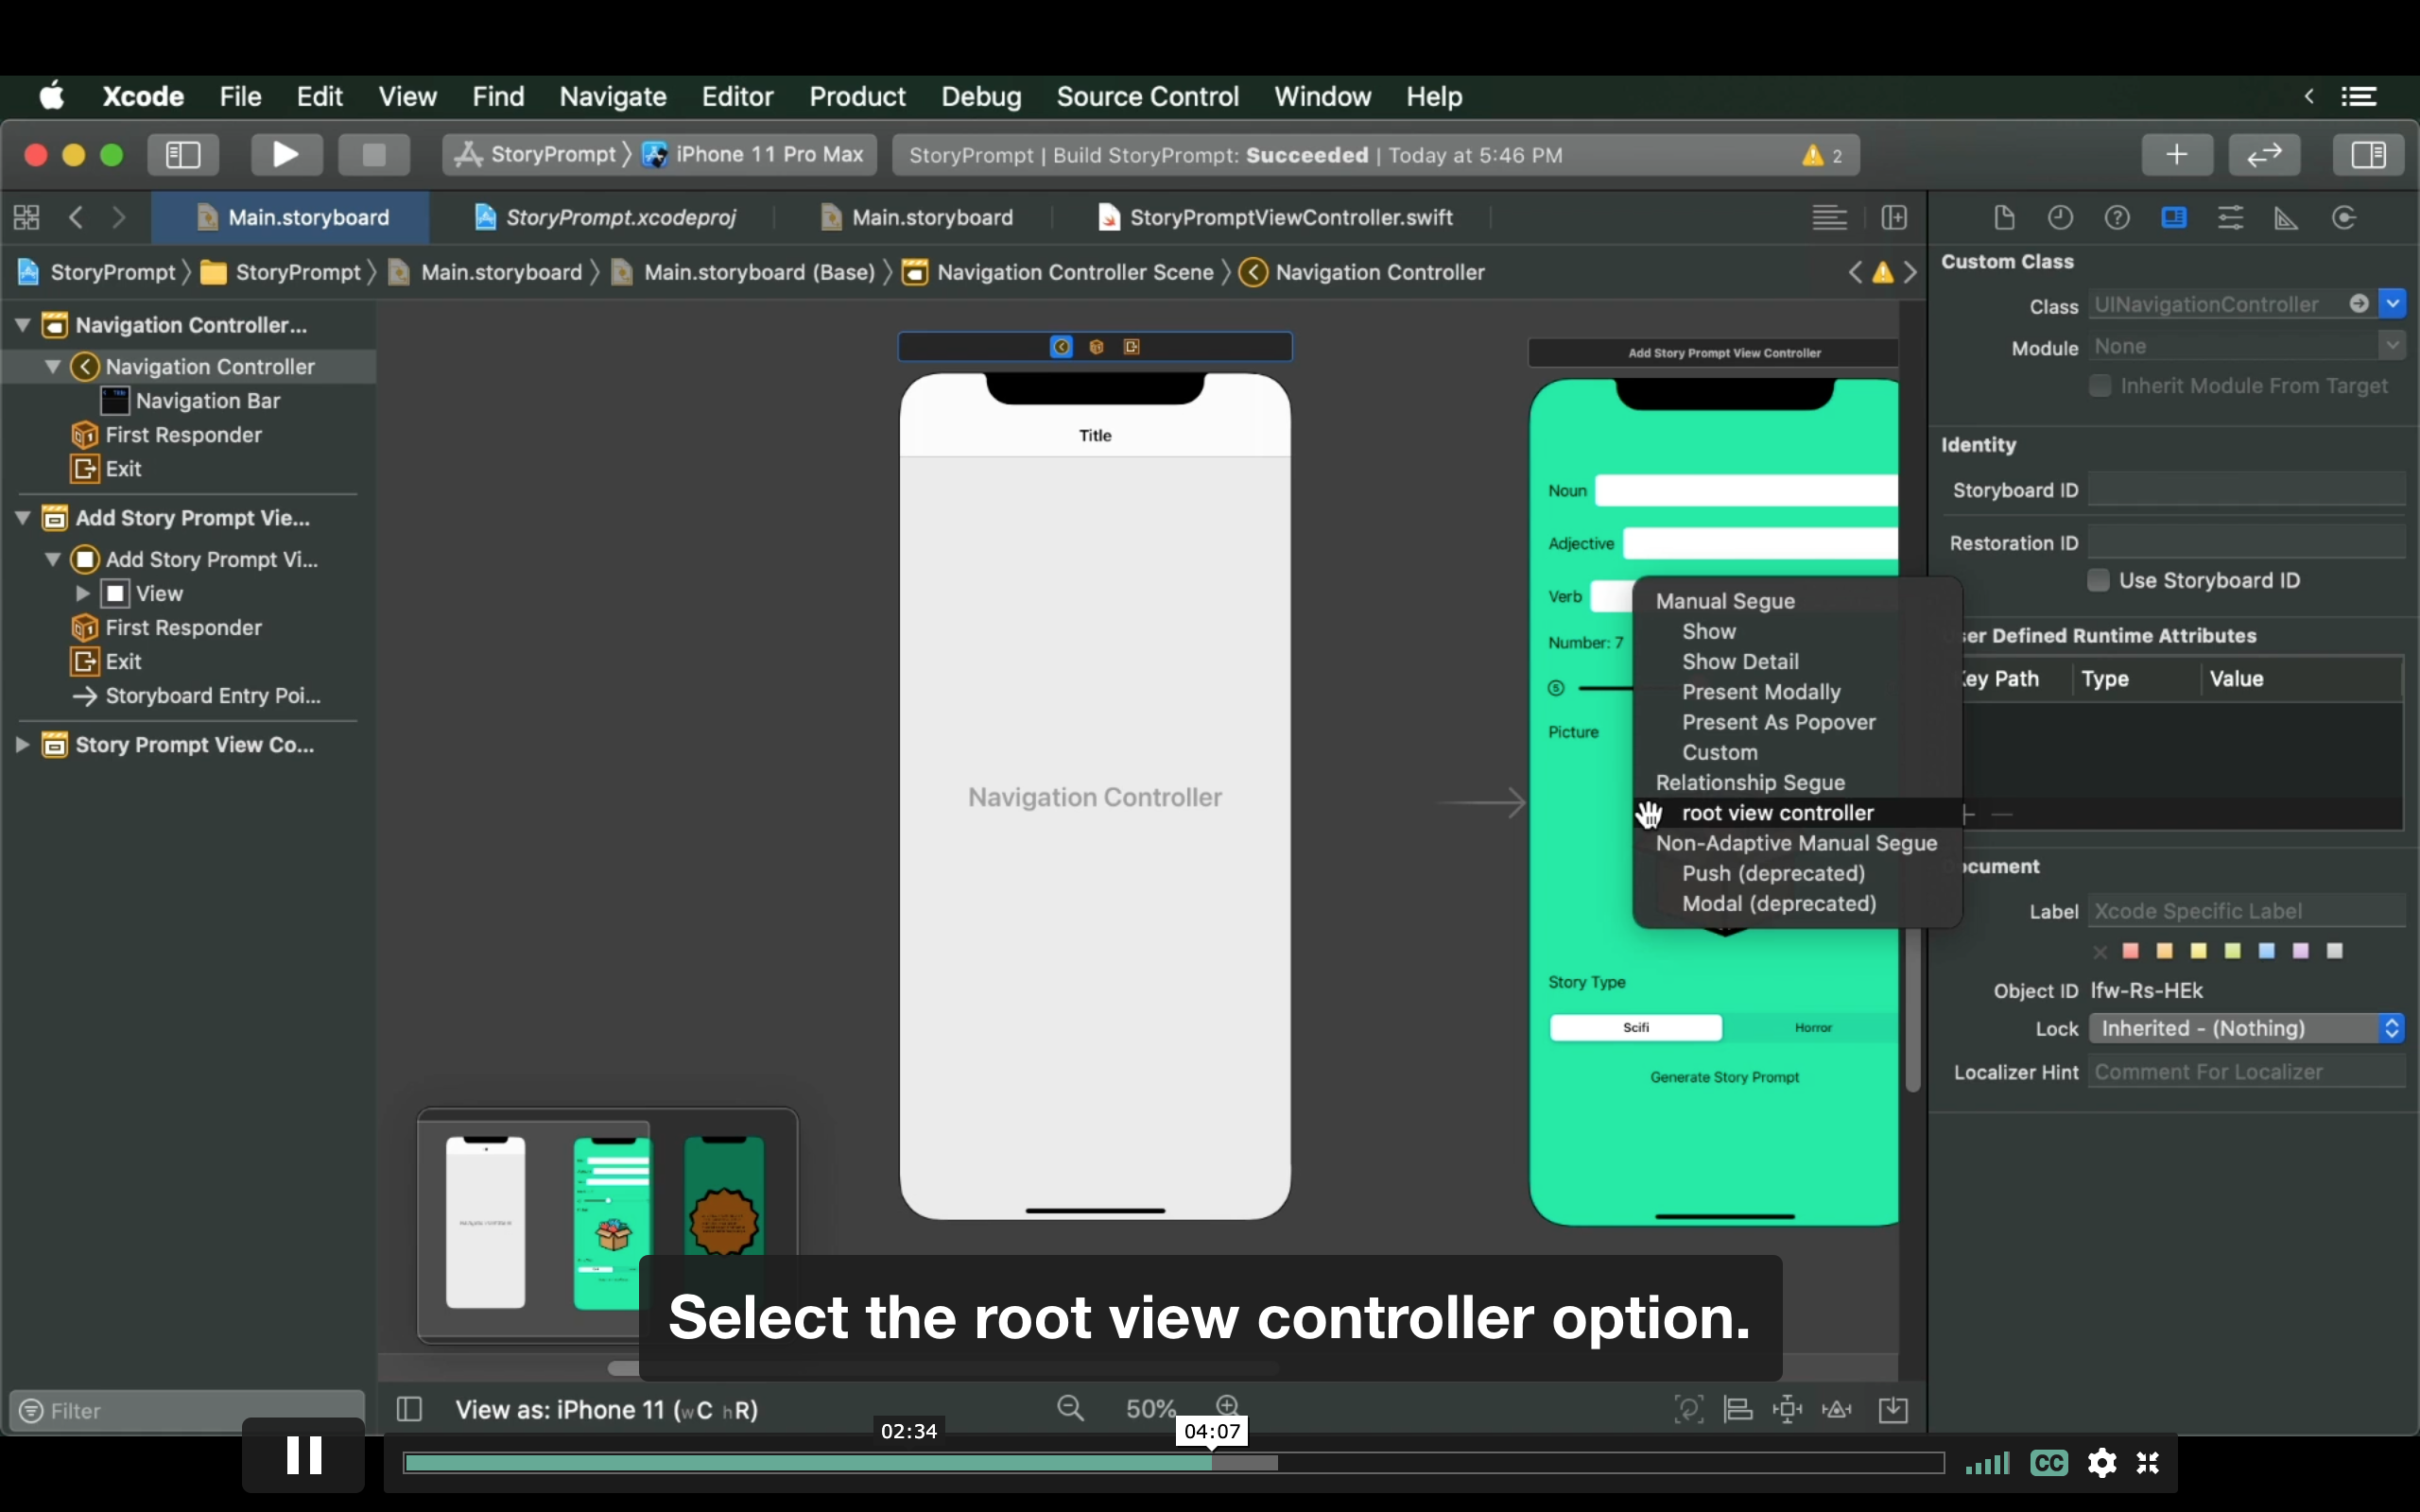 Xcode File Edit View Find Navigate Editor Product Debug Source Control Window Help
StoryPrompt iPhone 11 Pro Max StoryPrompt | Build StoryPrompt: Succeeded | Today at 5:46 PM 2
Main.storyboard StoryPrompt.xcodeproj Main.storyboard StoryPromptViewController.swift
StoryPrompt StoryPrompt Main.storyboard Main.storyboard (Base) Navigation Controller Scene Navigation Controller
Navigation Controller...
Navigation Controller
Navigation Bar
First Responder
Exit
Add Story Prompt Vie...
Add Story Prompt Vi...
View
First Responder
Exit
Storyboard Entry Poi...
Story Prompt View Co...
Filter
Title
Navigation Controller
Add Story Prompt View Controller
Noun
Adjective
Verb
Number: 7
5
Picture
Story Type
Scifi Horror
Generate Story Prompt
Manual Segue
Show
Show Detail
Present Modally
Present As Popover
Custom
Relationship Segue
root view controller
Non-Adaptive Manual Segue
Push (deprecated)
Modal (deprecated)
Custom Class
Class UINavigationController
Module None
Inherit Module From Target
Identity
Storyboard ID
Restoration ID
Use Storyboard ID
ser Defined Runtime Attributes
Key Path Type Value
ocument
Label Xcode Specific Label
Object ID lfw-Rs-HEk
Lock Inherited - (Nothing)
Localizer Hint Comment For Localizer
Select the root view controller option.
View as: iPhone 11 (wC hR) 50%
02:34 04:07
CC